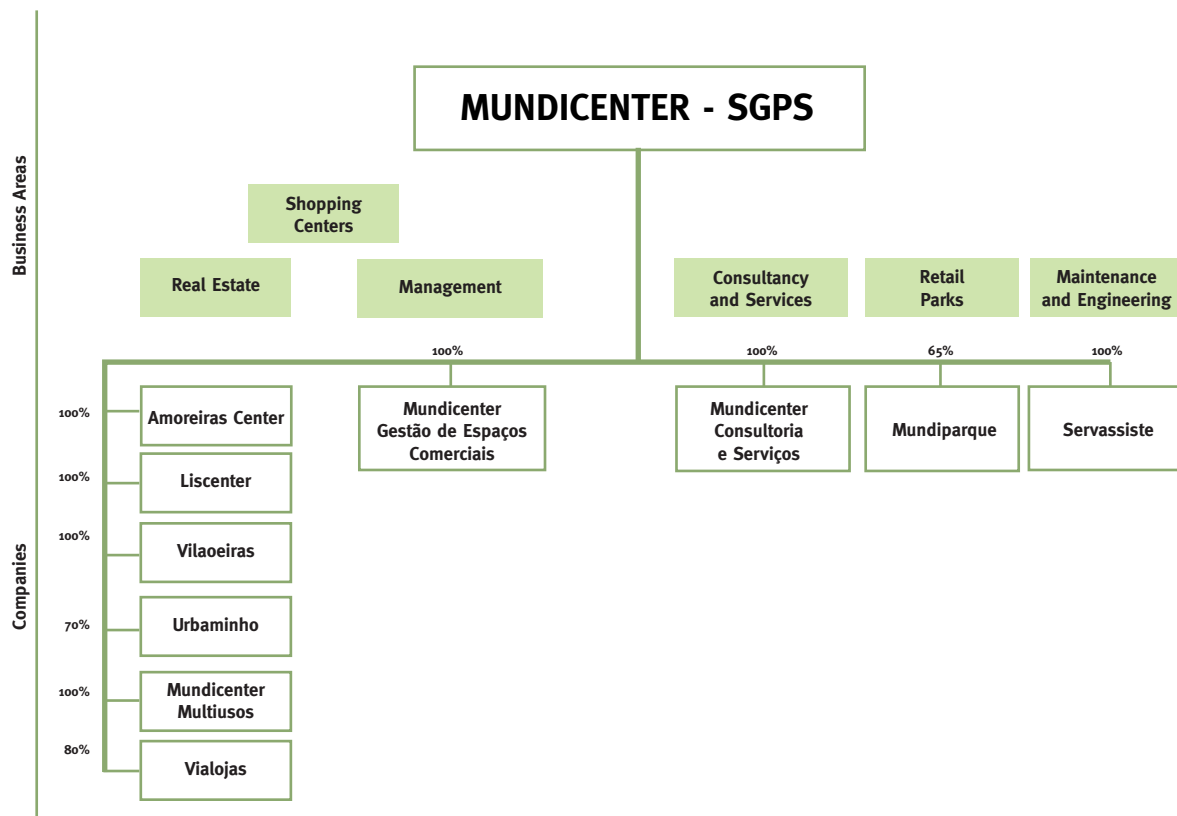 MUNDICENTER - SGPS
Business Areas
Shopping
Centers
Real Estate
Management
Consultancy
and Services
Retail
Parks
Maintenance
and Engineering
100%
100%
65%
100%
Companies
100%
Amoreiras Center
Mundicenter
Gestão de Espaços
Comerciais
Mundicenter
Consultoria
e Serviços
Mundiparque
Servassiste
100%
Liscenter
100%
Vilaoeiras
70%
Urbaminho
100%
Mundicenter
Multiusos
80%
Vialojas